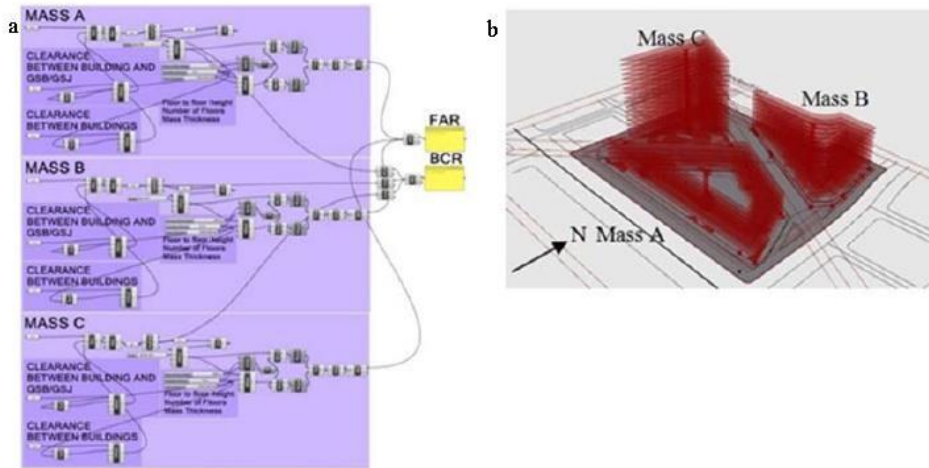 a
MASS A
CLEARANCE
BETWEEN BUILDING AND
GSB/GSJ
CLEARANCE
BETWEEN BUILDINGS
Floor to floor Height
Number of Floors
Mass Thickness
MASS B
CLEARANCE
BETWEEN BUILDING AND
GSB/GSJ
CLEARANCE
BETWEEN BUILDINGS
Floor to floor Height
Number of Floors
Mass Thickness
MASS C
CLEARANCE
BETWEEN BUILDING AND
GSB/GSJ
CLEARANCE
BETWEEN BUILDINGS
Floor to floor Height
Number of Floors
Mass Thickness
FAR
BCR
b
Mass C
Mass B
N Mass A